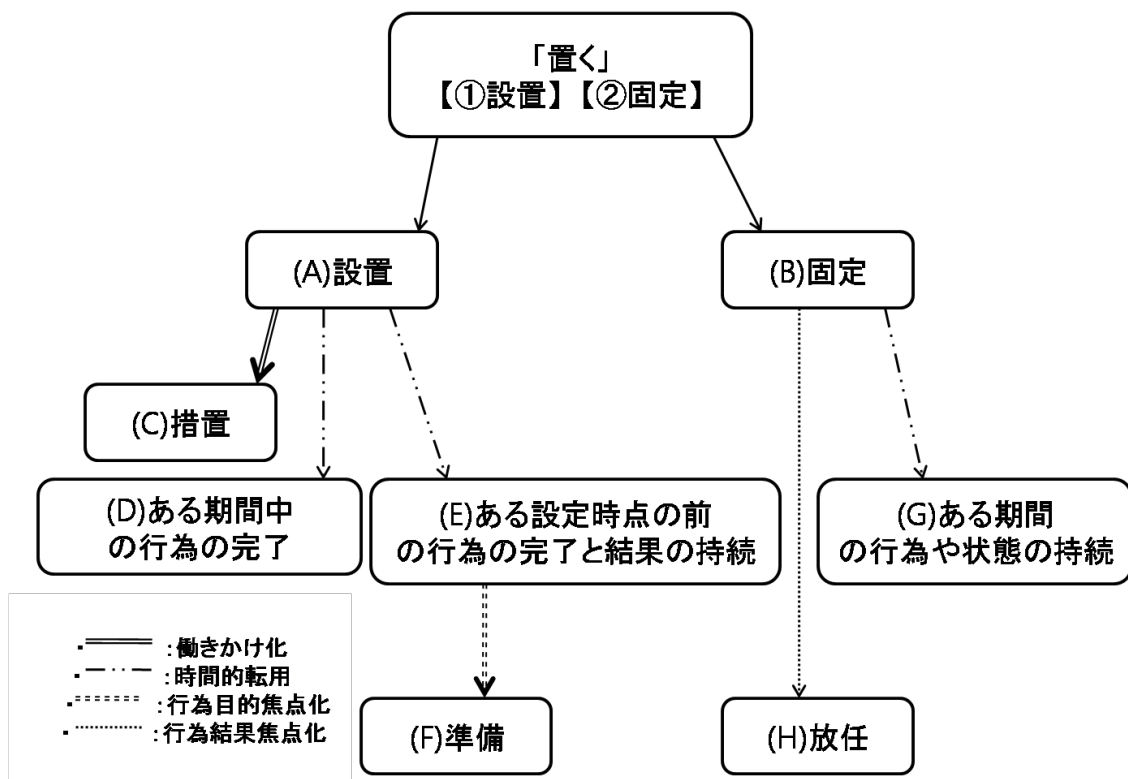 「置く」
【①設置】【②固定】
(A)設置
(B)固定
(C)措置
(D)ある期間中
の行為の完了
(E)ある設定時点の前
の行為の完了と結果の持続
(G)ある期間
の行為や状態の持続
:働きかけ化
:時間的転用
:行為目的焦点化
:行為結果焦点化
(F)準備
(H)放任